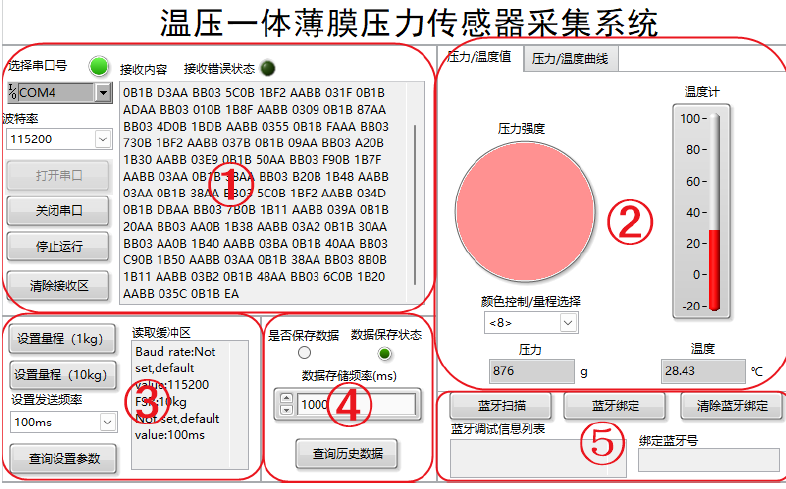 温压一体薄膜压力传感器采集系统
选择串口号
COM4
波特率
115200
打开串口
关闭串口
停止运行
清除接收区
接收内容 接收错误状态
0B1B D3AA BB03 5C0B 1BF2 AABB 031F 0B1B
ADAA BB03 010B 1B8F AABB 0309 0B1B 87AA
BB03 4D0B 1BDB AABB 0355 0B1B FAAA BB03
730B 1BF2 AABB 037B 0B1B 09AA BB03 A20B
1B30 AABB 03E9 0B1B 50AA BB03 F90B 1B7F
AABB 03AA 0B1B 38AA BB03 B20B 1B48 AABB
03AA 0B1B 38AA BB03 5C0B 1BF2 AABB 034D
0B1B DBAA BB03 7B0B 1B11 AABB 039A 0B1B
20AA BB03 AA0B 1B38 AABB 03A2 0B1B 30AA
BB03 AA0B 1B40 AABB 03BA 0B1B 40AA BB03
C90B 1B50 AABB 03AA 0B1B 38AA BB03 8B0B
1B11 AABB 03B2 0B1B 48AA BB03 6C0B 1B20
AABB 035C 0B1B EA
①
压力/温度值 压力/温度曲线
压力强度
温度计
100
80
60
40
20
0
-20
②
颜色控制/量程选择
<8>
压力
876 g
温度
28.43 ℃
设置量程（1kg）
设置量程（10kg）
设置发送频率
100ms
查询设置参数
读取缓冲区
Baud rate:Not
set,default
value:115200
FSR:10kg
Not set,default
value:100ms
③
是否保存数据 数据保存状态
数据存储频率(ms)
1000
④
查询历史数据
蓝牙扫描 蓝牙绑定 清除蓝牙绑定
蓝牙调试信息列表
⑤
绑定蓝牙号